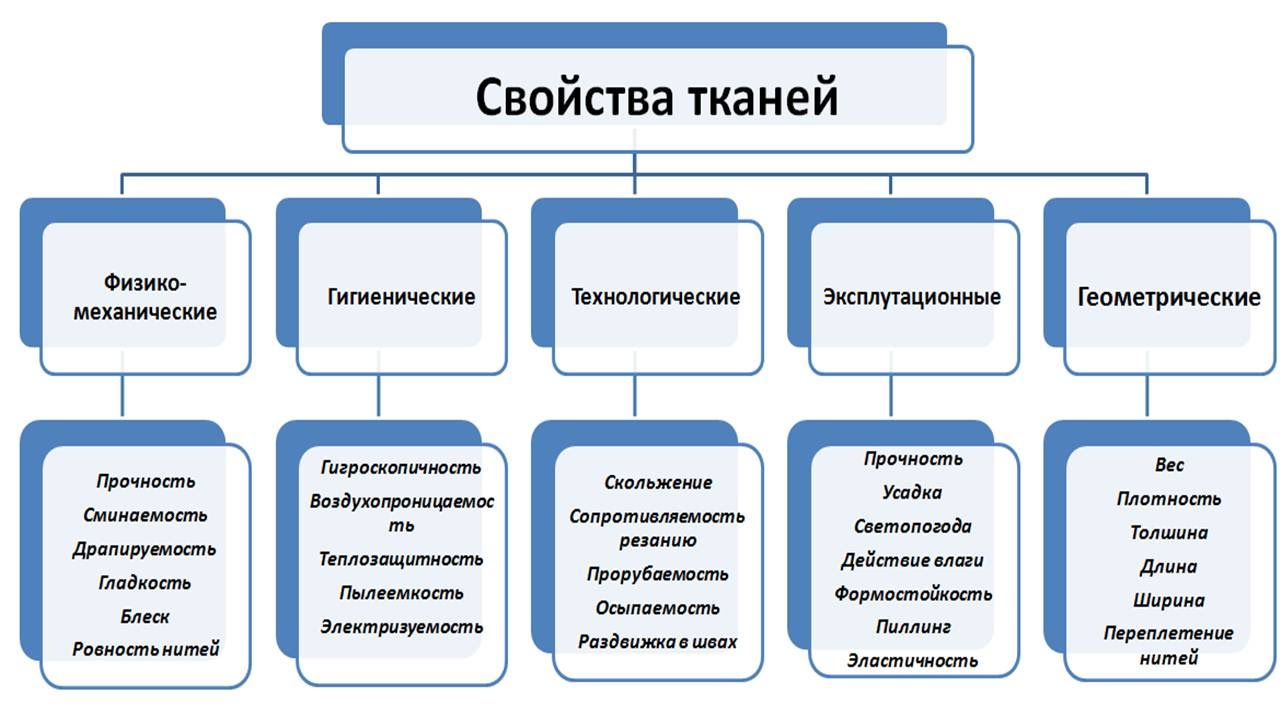 Свойства тканей
Физико-
механические
Гигиенические
Технологические
Эксплутационные
Геометрические
Прочность
Сминаемость
Драпируемость
Гладкость
Блеск
Ровность нитей
Гигроскопичность
Воздухопроницаемос
ть
Теплозащитность
Пылеемкость
Электризуемость
Скольжение
Сопротивляемость
резанию
Прорубаемость
Осыпаемость
Раздвижка в швах
Прочность
Усадка
Светопогода
Действие влаги
Формостойкость
Пиллинг
Эластичность
Вес
Плотность
Толшина
Длина
Ширина
Переплетение
нитей